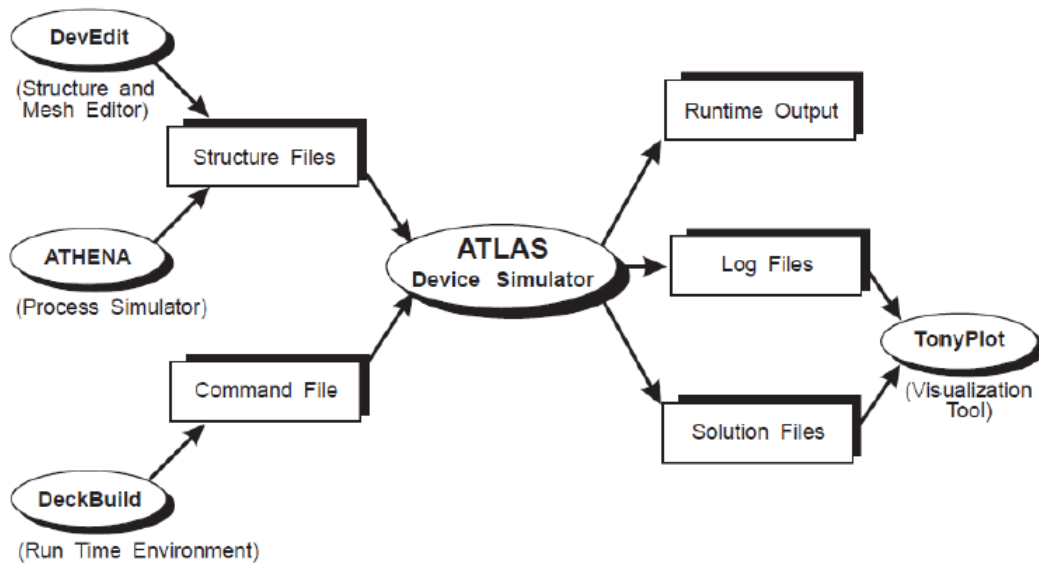 DevEdit
(Structure and
Mesh Editor)
Structure Files
ATHENA
(Process Simulator)
Command File
DeckBuild
(Run Time Environment)
ATLAS
Device Simulator
Runtime Output
Log Files
Solution Files
TonyPlot
(Visualization
Tool)